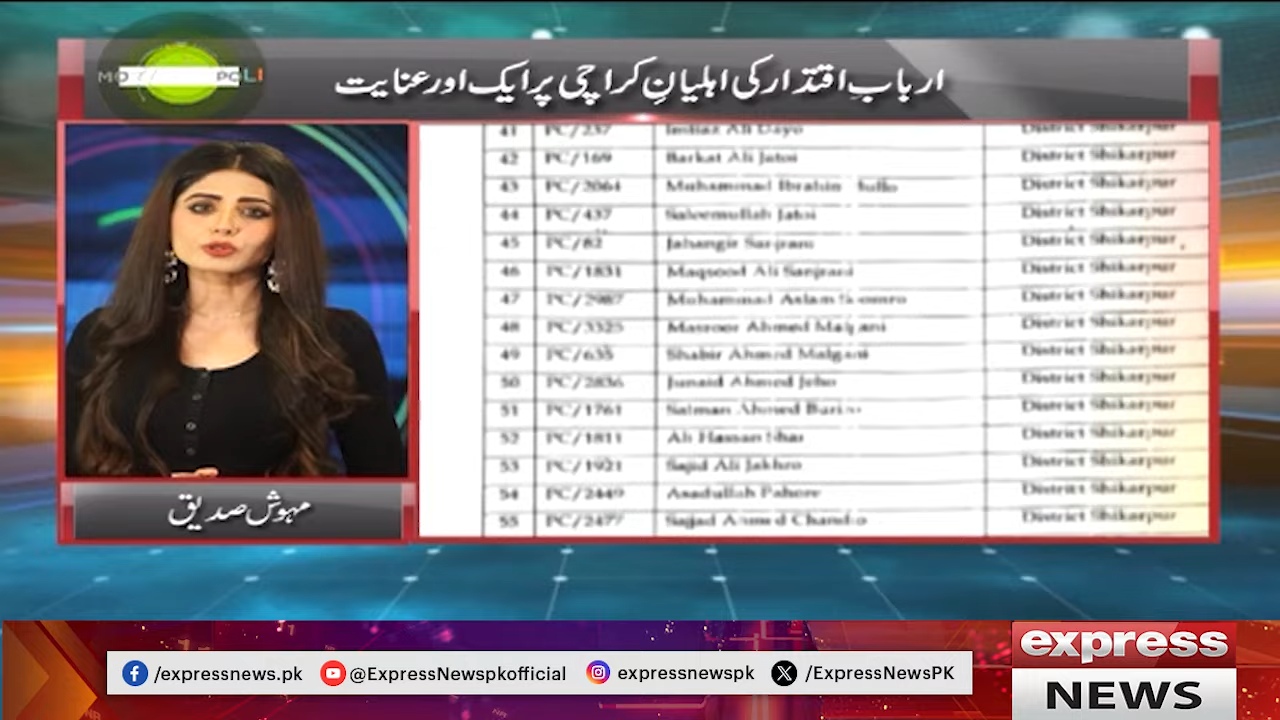 اربابِ اقتدار کی اہلیانِ کراچی پر ایک اور عنایت
POLI
41 PC/237 Imtiaz Ali Dayo District Shikarpur
42 PC/169 Barkat Ali Jatoi District Shikarpur
43 PC/2064 Muhammad Ibrahim District Shikarpur
44 PC/437 Saleemullah Jatoi District Shikarpur
45 PC/82 Jahangir Sanjrani District Shikarpur
46 PC/1831 Maqsood Ali Sanjrani District Shikarpur
47 PC/2987 Muhammad Aslam Soomro District Shikarpur
48 PC/3325 Masroor Ahmed Malgani District Shikarpur
49 PC/635 Shabir Ahmed Malgani District Shikarpur
50 PC/2836 Junaid Ahmed District Shikarpur
51 PC/1761 Salman Ahmed District Shikarpur
52 PC/1811 Ali Hassan District Shikarpur
53 PC/1921 Sajid Ali Jakhro District Shikarpur
54 PC/2449 Asadullah Pahore District Shikarpur
55 PC/2477 Sajjad Ahmed District Shikarpur
مہوش صدیق
/expressnews.pk @ExpressNewspkofficial expressnewspk /ExpressNewsPK
express
NEWS